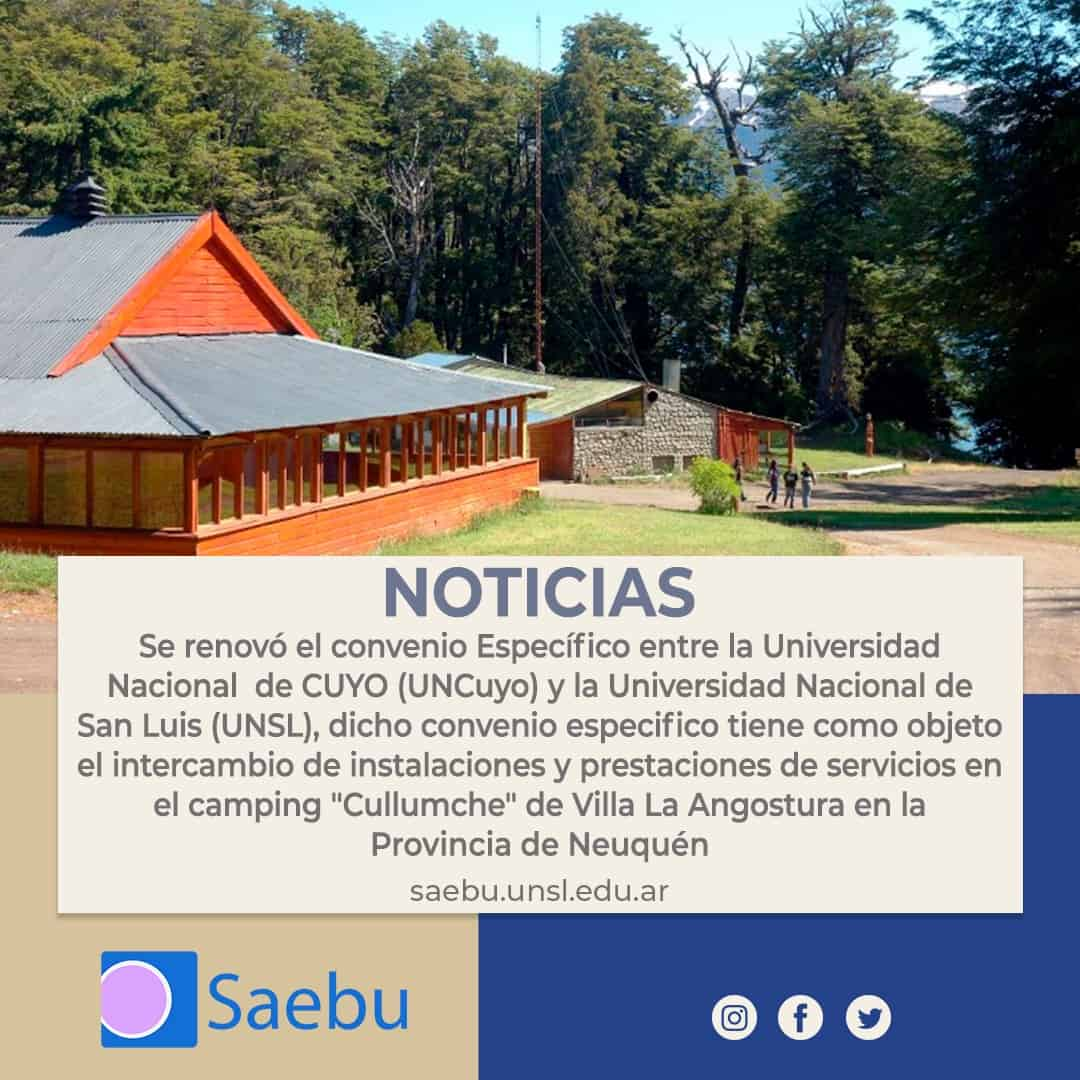 NOTICIAS
Se renovó el convenio Específico entre la Universidad
Nacional  de CUYO (UNCuyo) y la Universidad Nacional de
San Luis (UNSL), dicho convenio especifico tiene como objeto
el intercambio de instalaciones y prestaciones de servicios en
el camping "Cullumche" de Villa La Angostura en la
Provincia de Neuquén
saebu.unsl.edu.ar
Saebu